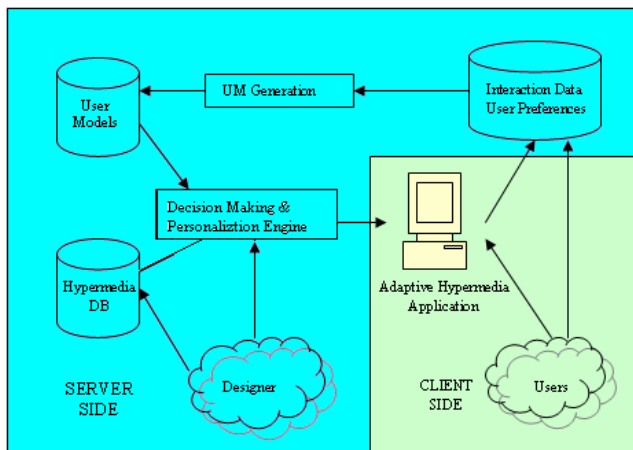 User
Models
UM Generation
Interaction Data
User Preferences
Decision Making &
Personaliztion Engine
Hypermedia
DB
Adaptive Hypermedia
Application
SERVER
SIDE
Designer
CLIENT
SIDE
Users